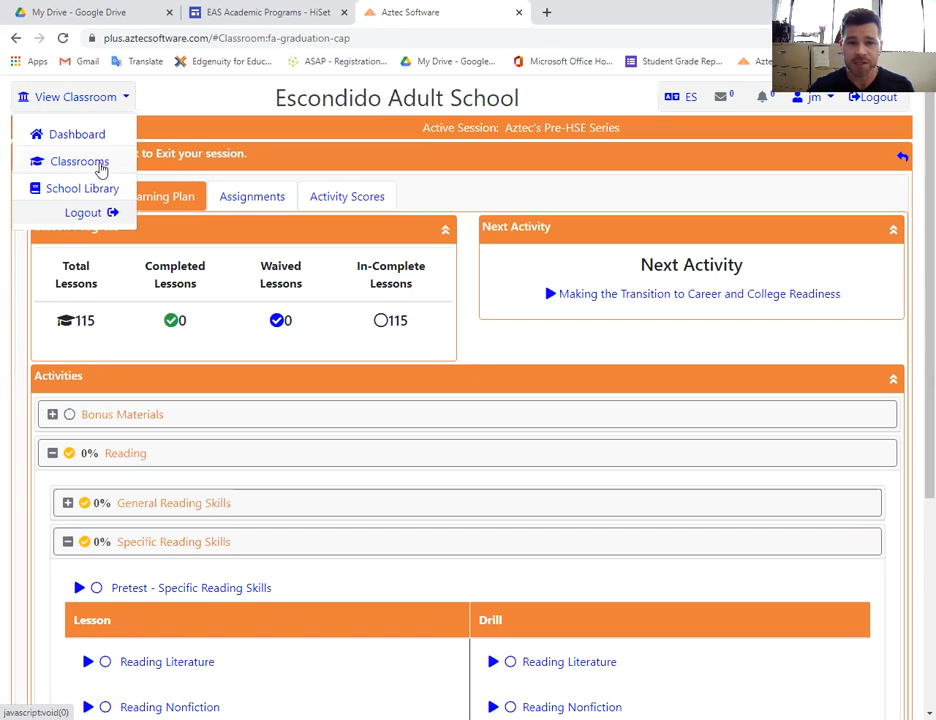 My Drive - Google Drive
EAS Academic Programs - HiSet
Aztec Software
plus.aztecsoftware.com/#Classroom:fa-graduation-cap
Apps
Gmail
Translate
Edgenuity for Educ...
ASAP - Registration...
My Drive - Google...
Microsoft Office Ho...
Student Grade Rep...
View Classroom
Escondido Adult School
ES
0
0
jm
Logout
Dashboard
Classrooms
School Library
Logout
Active Session: Aztec's Pre-HSE Series
to Exit your session.
Assignments
Activity Scores
Total Lessons
Completed Lessons
Waived Lessons
In-Complete Lessons
115
0
0
115
Next Activity
Next Activity
Making the Transition to Career and College Readiness
Activities
Bonus Materials
0% Reading
0% General Reading Skills
0% Specific Reading Skills
Pretest - Specific Reading Skills
Lesson
Drill
Reading Literature
Reading Literature
Reading Nonfiction
Reading Nonfiction
javascript:void(0)